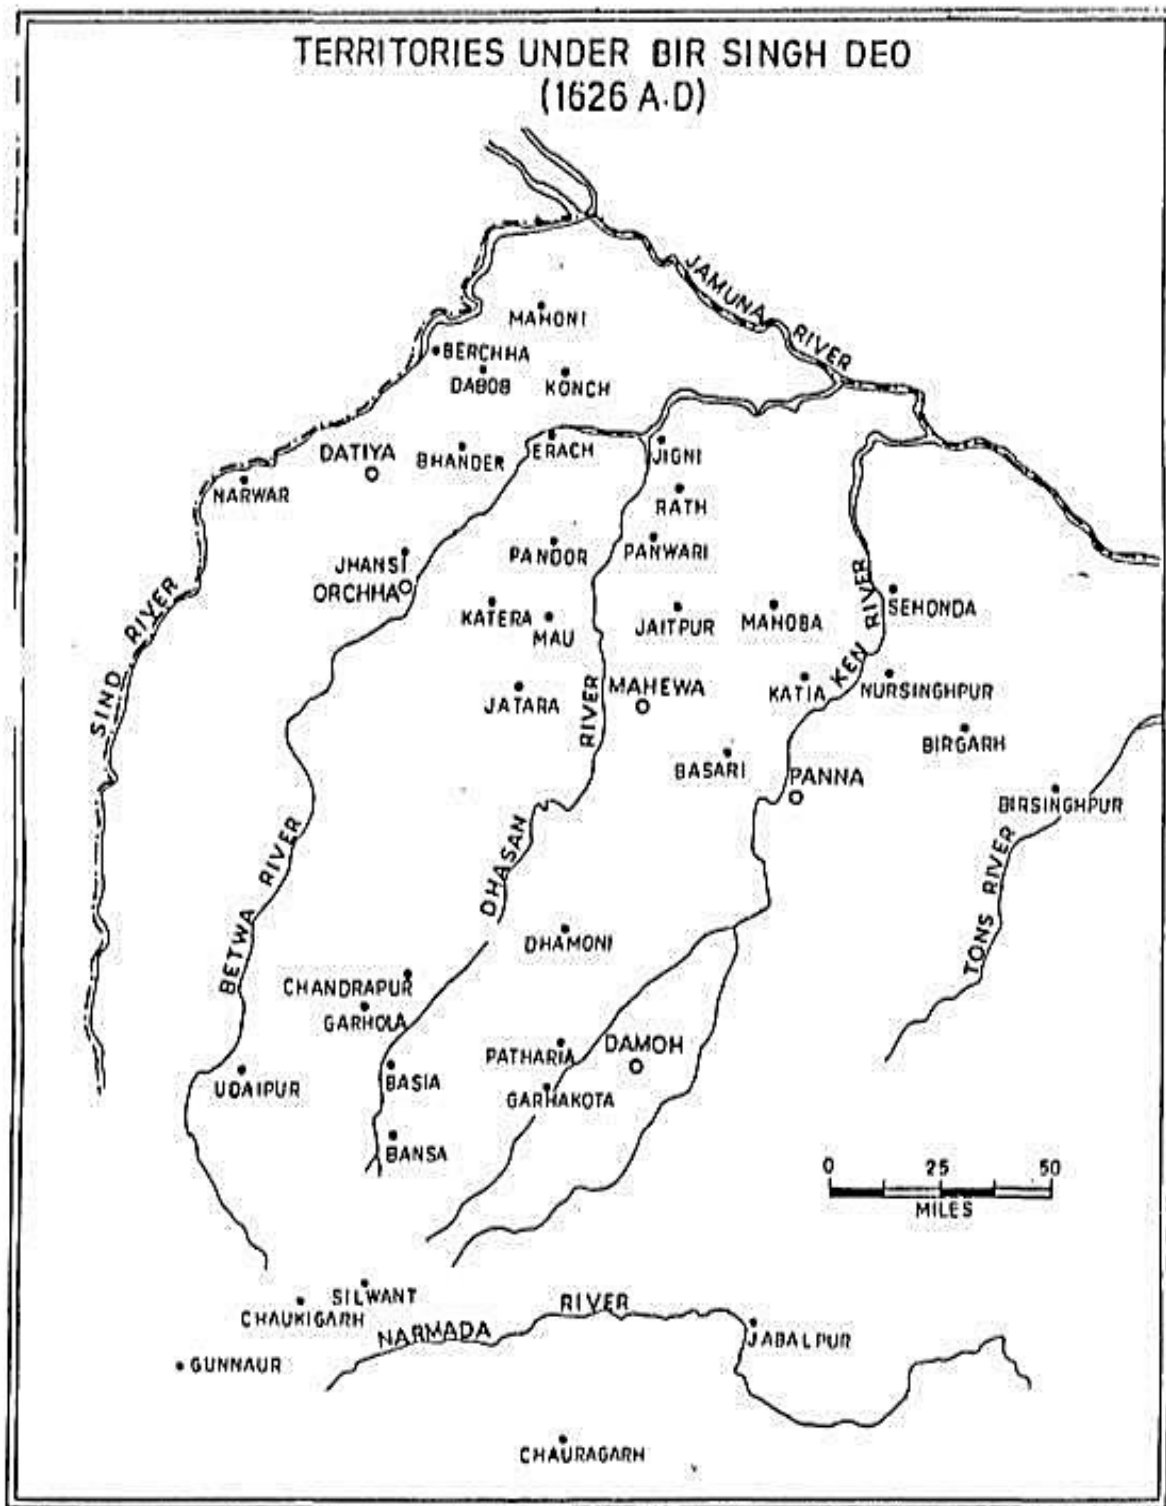 TERRITORIES UNDER BIR SINGH DEO
(1626 A.D)
JAMUNA RIVER
MAHONI
BERCHHA
DABOB
KONCH
DATIYA
BHANDER
ERACH
JIGNI
NARWAR
RATH
JHANSI
PANDOR
PANWARI
ORCHHA
SIND RIVER
KATERA
MAU
JAITPUR
MAHOBA
KEN RIVER
SEHONDA
JATARA
RIVER
MAHEWA
KATIA
NURSINGHPUR
BIRGARH
BASARI
PANNA
BIRSINGHPUR
BETWA RIVER
DHASAN
TONS RIVER
DHAMONI
CHANDRAPUR
GARHOLA
PATHARIA
DAMOH
UDAIPUR
BASIA
GARHAKOTA
BANSA
0 25 50
MILES
SILWANT
CHAUKIGARH
NARMADA RIVER
JABALPUR
GUNNAUR
CHAURAGARH